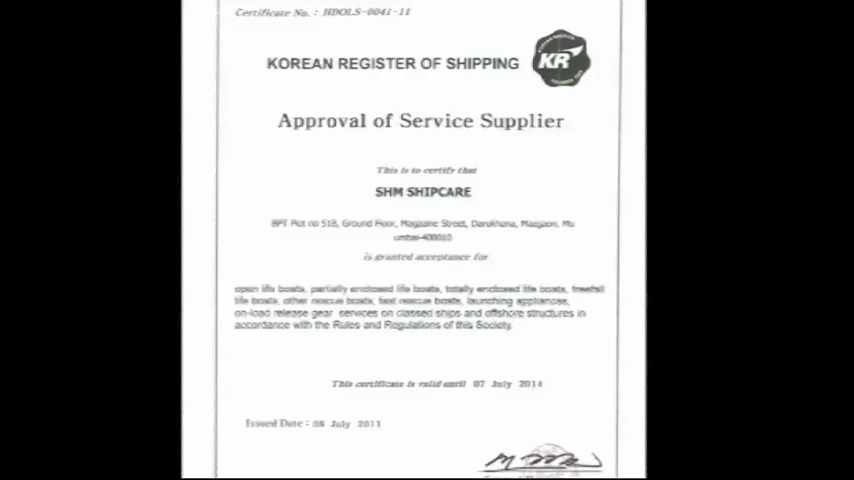 Certificate No. : HDOLS-0041-11
KOREAN REGISTER OF SHIPPING
KR
Approval of Service Supplier
This is to certify that
SHM SHIPCARE
BPT Plot no 51B, Ground Floor, Magazine Street, Darukhana, Mazgaon, Mu
umbai-400010
is granted acceptance for
open life boats, partially enclosed life boats, totally enclosed life boats, freefall
life boats, other rescue boats, fast rescue boats, launching appliances,
on-load release gear services on classed ships and offshore structures in
accordance with the Rules and Regulations of this Society.
This certificate is valid until 07 July 2014
Issued Date : 08 July 2011